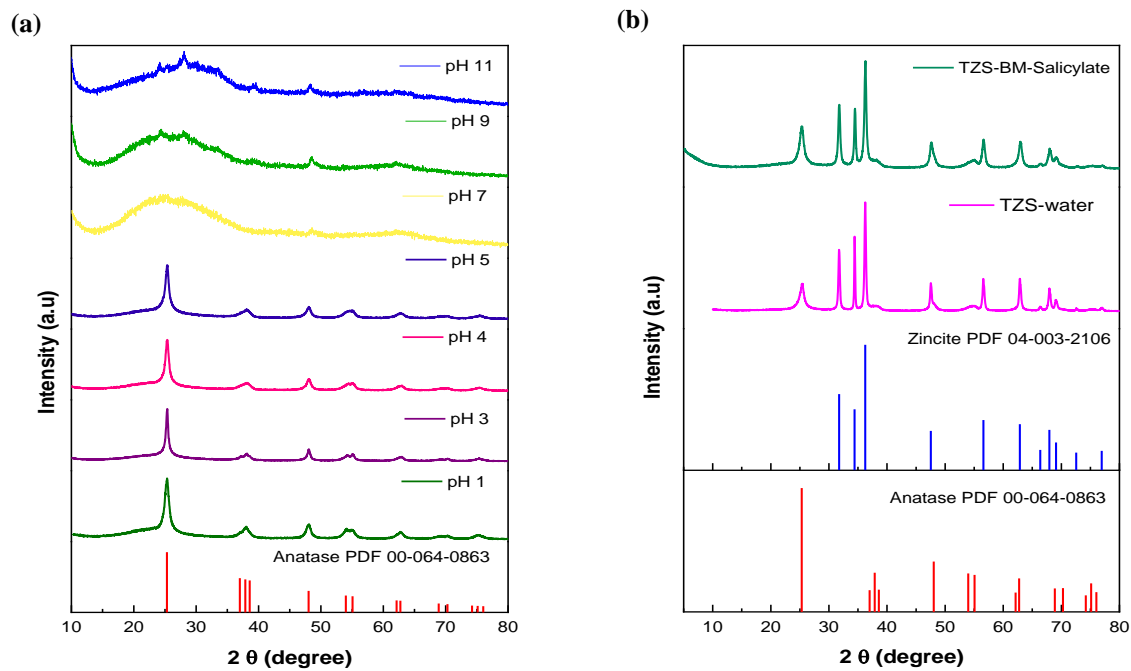 (a)
pH 11
pH 9
pH 7
pH 5
pH 4
pH 3
pH 1
Anatase PDF 00-064-0863
Intensity (a.u)
10 20 30 40 50 60 70 80
2 θ (degree)
(b)
TZS-BM-Salicylate
TZS-water
Zincite PDF 04-003-2106
Anatase PDF 00-064-0863
Intensity (a.u)
10 20 30 40 50 60 70 80
2 θ (degree)